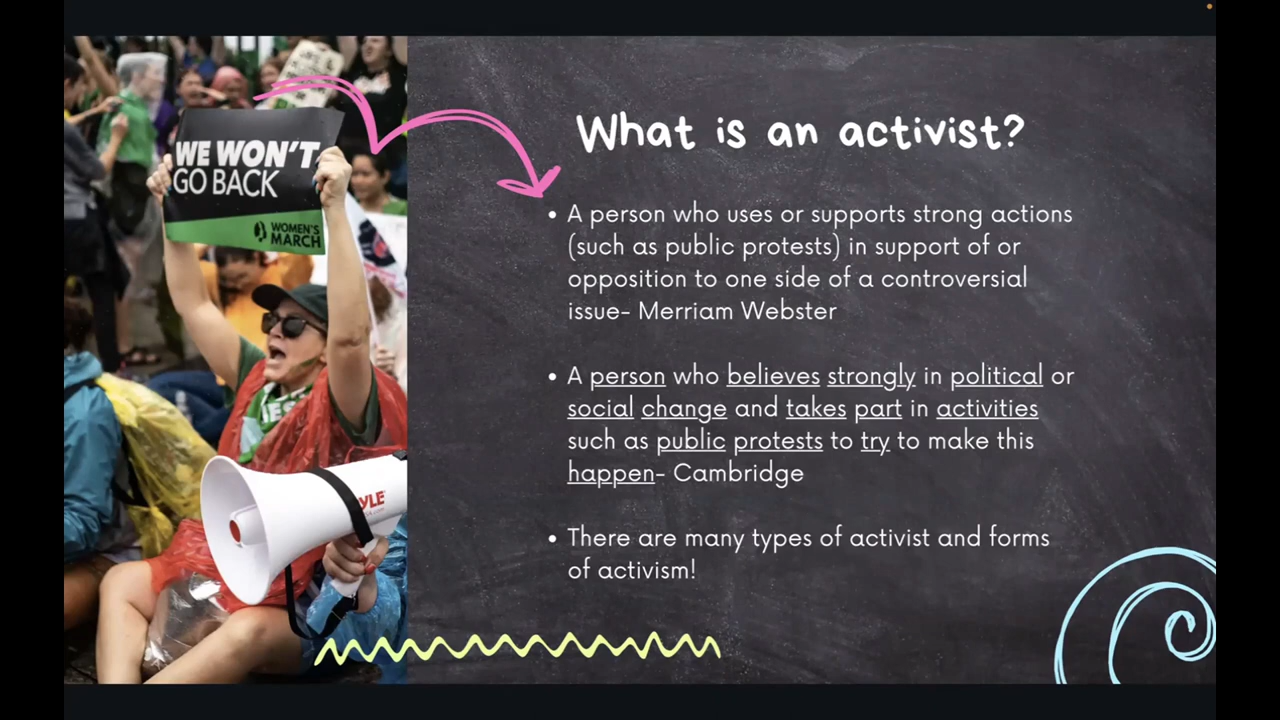 WE WON'T
GO BACK
WOMEN'S
MARCH
YLE
What is an activist?
• A person who uses or supports strong actions
(such as public protests) in support of or
opposition to one side of a controversial
issue- Merriam Webster
• A person who believes strongly in political or
social change and takes part in activities
such as public protests to try to make this
happen- Cambridge
• There are many types of activist and forms
of activism!